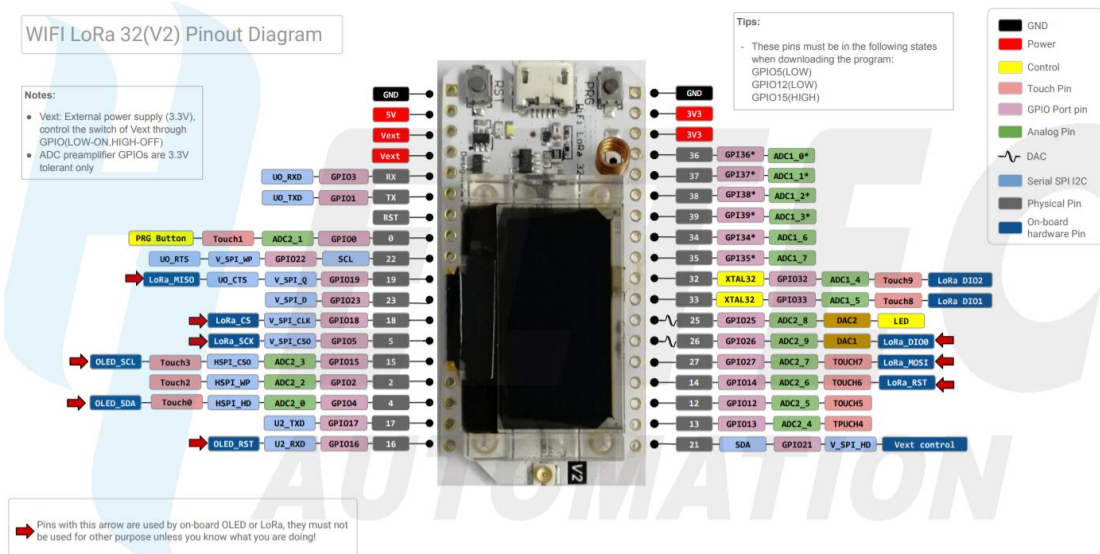 WIFI LoRa 32(V2) Pinout Diagram
Notes:
● Vext: External power supply (3.3V),
control the switch of Vext through
GPIO(LOW-ON,HIGH-OFF)
● ADC preamplifier GPIOs are 3.3V
tolerant only
Tips:
- These pins must be in the following states
when downloading the program:
GPIO5(LOW)
GPIO12(LOW)
GPIO15(HIGH)
GND
Power
Control
Touch Pin
GPIO Port pin
Analog Pin
DAC
Serial SPI I2C
Physical Pin
On-board
hardware Pin
GND
5V
Vext
Vext
UO_RXD GPIO3 RX
UO_TXD GPIO1 TX
RST
PRG Button Touch1 ADC2_1 GPIO0 0
UO_RTS V_SPI_WP GPIO22 SCL 22
LoRa_MISO UO_CTS V_SPI_Q GPIO19 19
V_SPI_D GPIO23 23
LoRa_CS V_SPI_CLK GPIO18 18
LoRa_SCK V_SPI_CSO GPIO5 5
OLED_SCL Touch3 HSPI_CSO ADC2_3 GPIO15 15
Touch2 HSPI_WP ADC2_2 GPIO2 2
OLED_SDA Touch0 HSPI_HD ADC2_0 GPIO4 4
U2_TXD GPIO17 17
OLED_RST U2_RXD GPIO16 16
RST
PRG
V2
GND
3V3
3V3
36 GPI36* ADC1_0*
37 GPI37* ADC1_1*
38 GPI38* ADC1_2*
39 GPI39* ADC1_3*
34 GPI34* ADC1_6
35 GPI35* ADC1_7
32 XTAL32 GPIO32 ADC1_4 Touch9 LoRa DIO2
33 XTAL32 GPIO33 ADC1_5 Touch8 LoRa DIO1
25 GPIO25 ADC2_8 DAC2 LED
26 GPIO26 ADC2_9 DAC1 LoRa_DIO0
27 GPIO27 ADC2_7 TOUCH7 LoRa_MOSI
14 GPIO14 ADC2_6 TOUCH6 LoRa_RST
12 GPIO12 ADC2_5 TOUCH5
13 GPIO13 ADC2_4 TPUCH4
21 SDA GPIO21 V_SPI_HD Vext control
AUTOMATION
Pins with this arrow are used by on-board OLED or LoRa, they must not
be used for other purpose unless you know what you are doing!